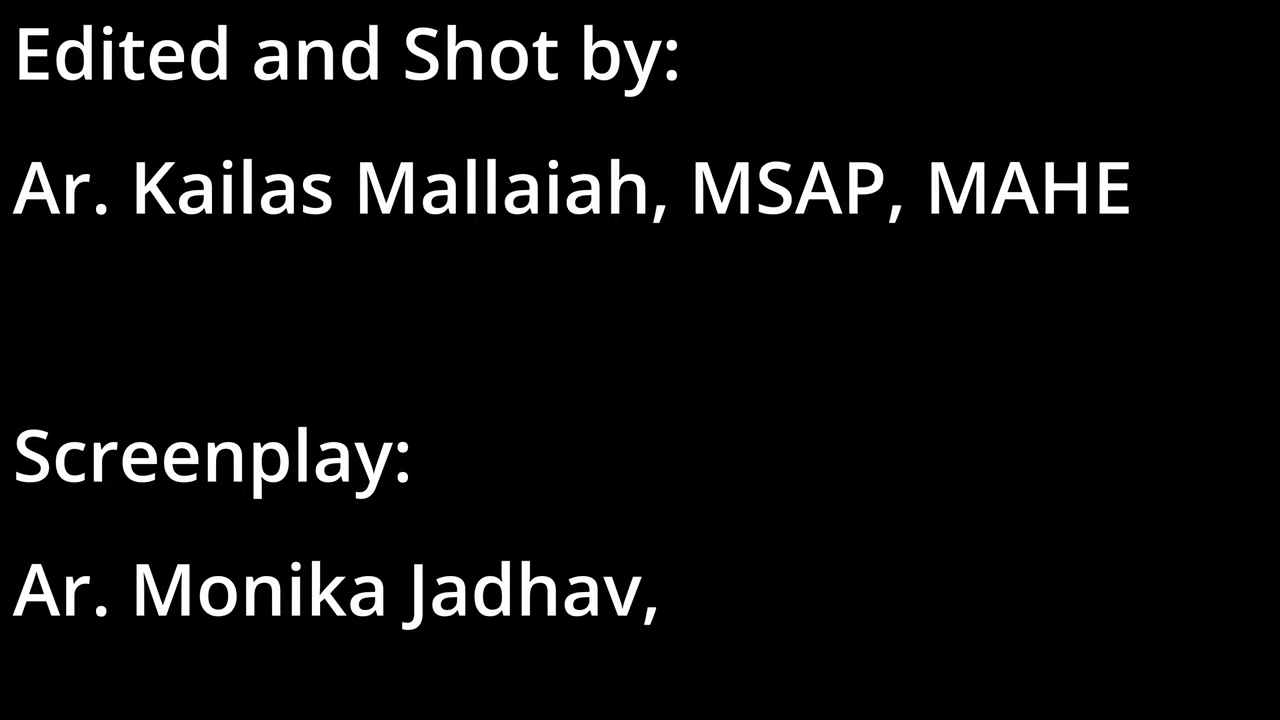 Edited and Shot by:
Ar. Kailas Mallaiah, MSAP, MAHE
Screenplay:
Ar. Monika Jadhav,